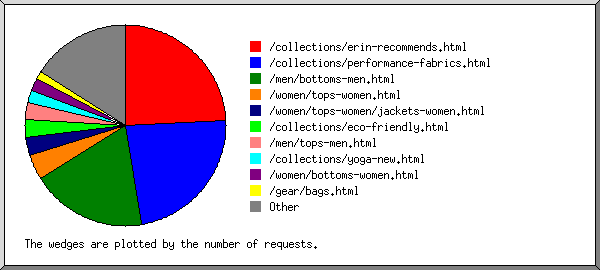 /collections/erin-recommends.html
/collections/performance-fabrics.html
/men/bottoms-men.html
/women/tops-women.html
/women/tops-women/jackets-women.html
/collections/eco-friendly.html
/men/tops-men.html
/collections/yoga-new.html
/women/bottoms-women.html
/gear/bags.html
Other
The wedges are plotted by the number of requests.